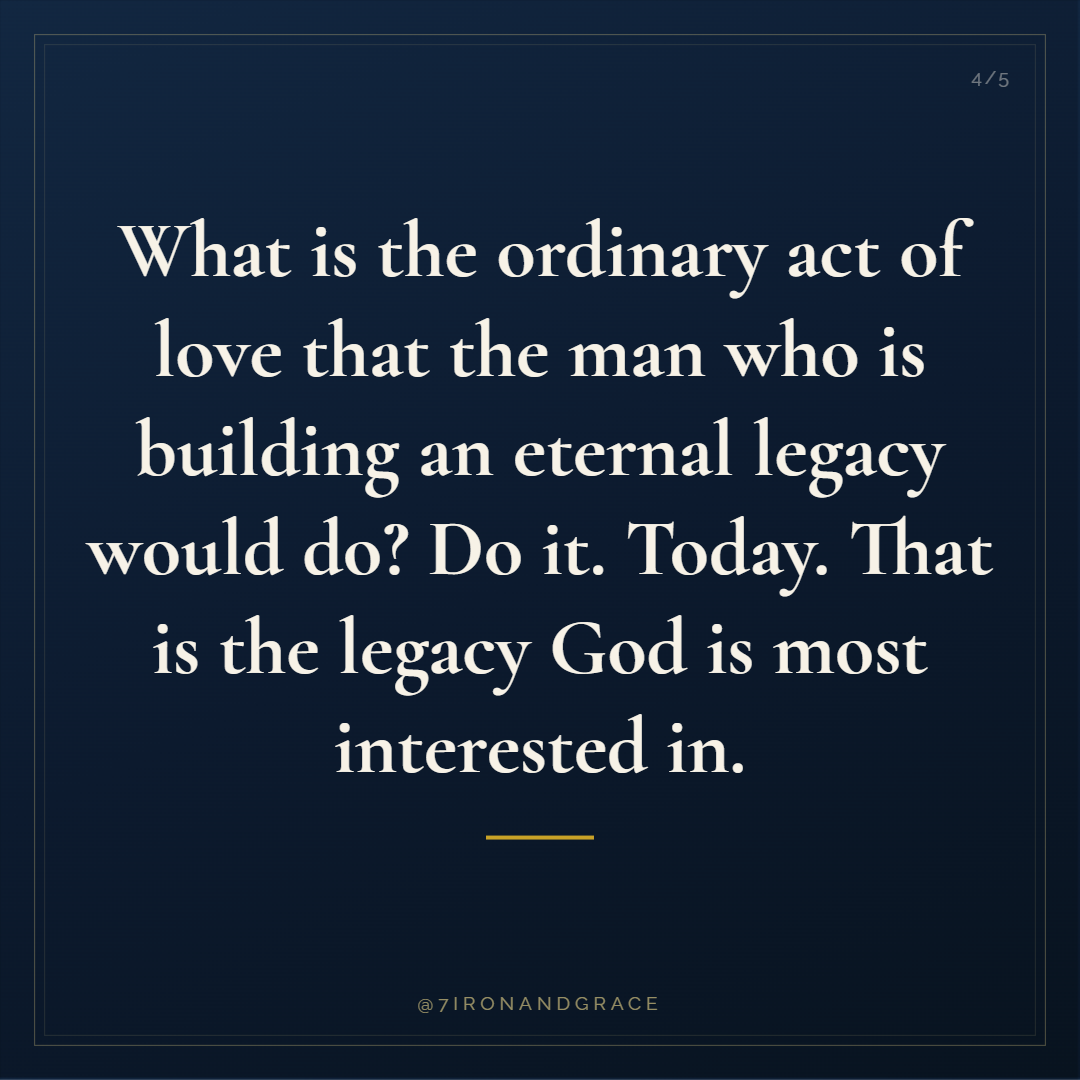 4/5
What is the ordinary act of
love that the man who is
building an eternal legacy
would do? Do it. Today. That
is the legacy God is most
interested in.
@7IRONANDGRACE